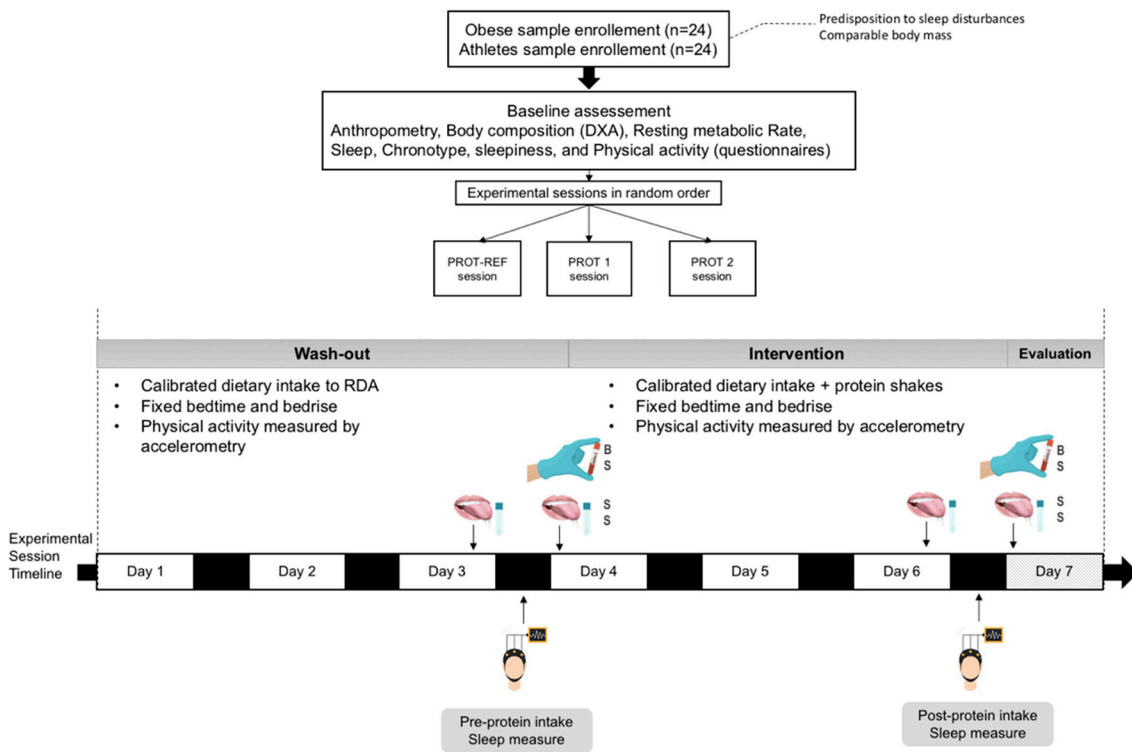 Obese sample enrollement (n=24)
Athletes sample enrollement (n=24)
Predisposition to sleep disturbances
Comparable body mass
Baseline assessement
Anthropometry, Body composition (DXA), Resting metabolic Rate,
Sleep, Chronotype, sleepiness, and Physical activity (questionnaires)
Experimental sessions in random order
PROT-REF
session
PROT 1
session
PROT 2
session
Wash-out
Intervention
Evaluation
• Calibrated dietary intake to RDA
• Fixed bedtime and bedrise
• Physical activity measured by
accelerometry
• Calibrated dietary intake + protein shakes
• Fixed bedtime and bedrise
• Physical activity measured by accelerometry
B
S
S
S
B
S
S
S
Experimental
Session
Timeline
Day 1
Day 2
Day 3
Day 4
Day 5
Day 6
Day 7
Pre-protein intake
Sleep measure
Post-protein intake
Sleep measure